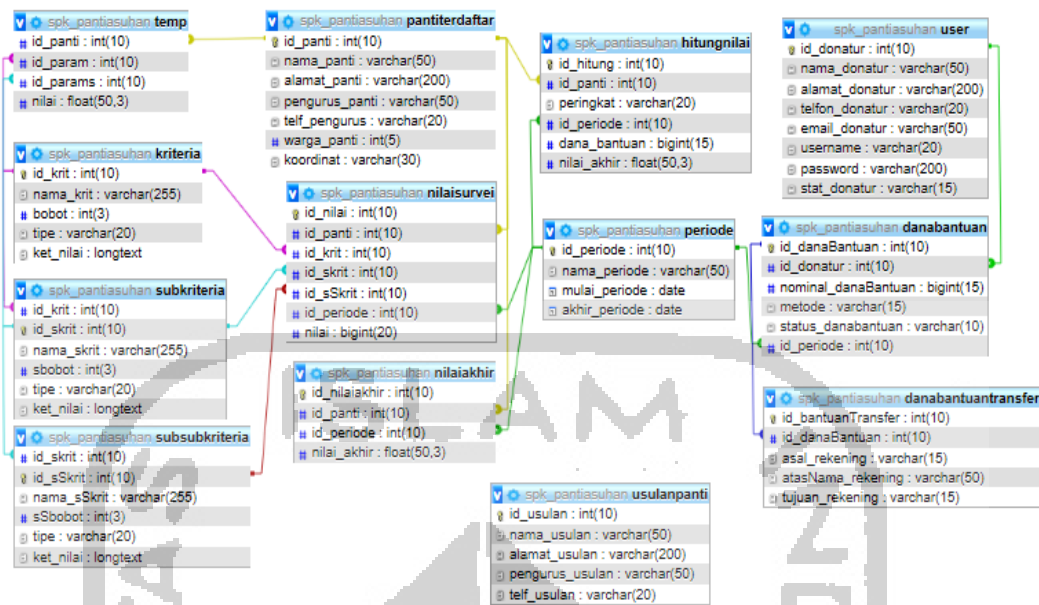 spk_pantiasuhan temp
id_panti : int(10)
id_param : int(10)
id_params : int(10)
nilai : float(50,3)
spk_pantiasuhan pantiterdaftar
id_panti : int(10)
nama_panti : varchar(50)
alamat_panti : varchar(200)
pengurus_panti : varchar(50)
telf_pengurus : varchar(20)
warga_panti : int(5)
koordinat : varchar(30)
spk_pantiasuhan hitungnilai
id_hitung : int(10)
id_panti : int(10)
peringkat : varchar(20)
id_periode : int(10)
dana_bantuan : bigint(15)
nilai_akhir : float(50,3)
spk_pantiasuhan user
id_donatur : int(10)
nama_donatur : varchar(50)
alamat_donatur : varchar(200)
telfon_donatur : varchar(20)
email_donatur : varchar(50)
username : varchar(20)
password : varchar(200)
stat_donatur : varchar(15)
spk_pantiasuhan kriteria
id_krit : int(10)
nama_krit : varchar(255)
bobot : int(3)
tipe : varchar(20)
ket_nilai : longtext
spk_pantiasuhan nilaisurvei
id_nilai : int(10)
id_panti : int(10)
id_krit : int(10)
id_skrit : int(10)
id_sSkrit : int(10)
id_periode : int(10)
nilai : bigint(20)
spk_pantiasuhan periode
id_periode : int(10)
nama_periode : varchar(50)
mulai_periode : date
akhir_periode : date
spk_pantiasuhan danabantuan
id_danaBantuan : int(10)
id_donatur : int(10)
nominal_danaBantuan : bigint(15)
metode : varchar(15)
status_danabantuan : varchar(10)
id_periode : int(10)
spk_pantiasuhan subkriteria
id_krit : int(10)
id_skrit : int(10)
nama_skrit : varchar(255)
sbobot : int(3)
tipe : varchar(20)
ket_nilai : longtext
spk_pantiasuhan nilaiakhir
id_nilaiakhir : int(10)
id_panti : int(10)
id_periode : int(10)
nilai_akhir : float(50,3)
spk_pantiasuhan danabantuantransfer
id_bantuanTransfer : int(10)
id_danaBantuan : int(10)
asal_rekening : varchar(15)
atasNama_rekening : varchar(50)
tujuan_rekening : varchar(15)
spk_pantiasuhan subsubkriteria
id_skrit : int(10)
id_sSkrit : int(10)
nama_sSkrit : varchar(255)
sSbobot : int(3)
tipe : varchar(20)
ket_nilai : longtext
spk_pantiasuhan usulanpanti
id_usulan : int(10)
nama_usulan : varchar(50)
alamat_usulan : varchar(200)
pengurus_usulan : varchar(50)
telf_usulan : varchar(20)
ISLAM